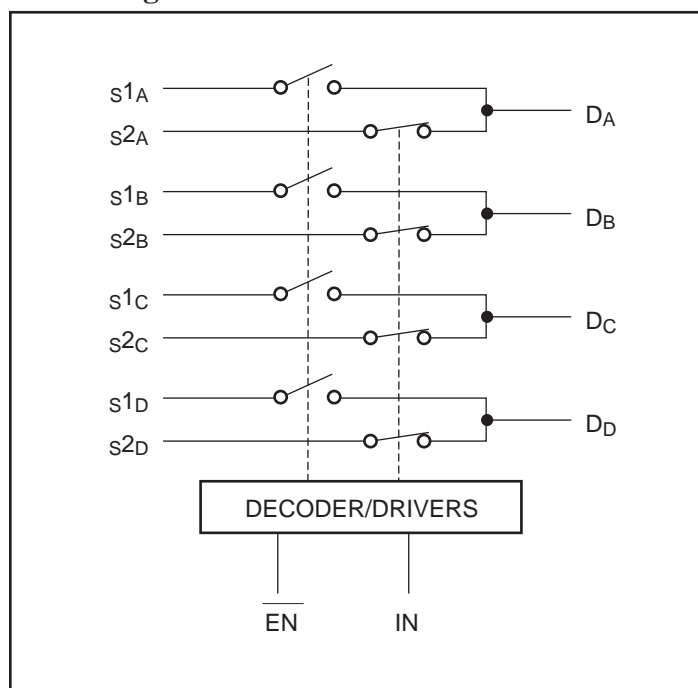 S1A
S2A
DA
S1B
S2B
DB
S1C
S2C
DC
S1D
S2D
DD
DECODER/DRIVERS
EN
IN